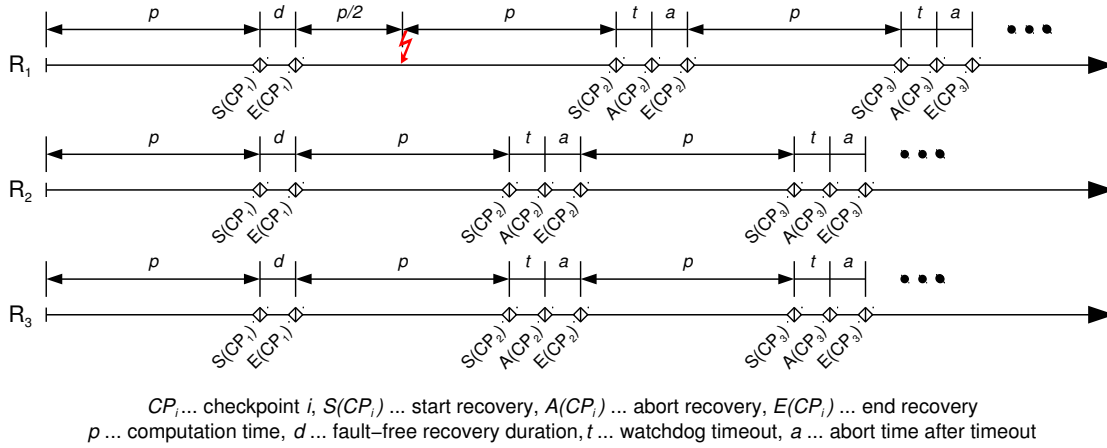 p d p/2 p t a p t a
R1
S(CP1) E(CP1) S(CP2) A(CP2) E(CP2) S(CP3) A(CP3) E(CP3)
p d p t a p t a
R2
S(CP1) E(CP1) S(CP2) A(CP2) E(CP2) S(CP3) A(CP3) E(CP3)
p d p t a p t a
R3
S(CP1) E(CP1) S(CP2) A(CP2) E(CP2) S(CP3) A(CP3) E(CP3)
CPi ... checkpoint i, S(CPi) ... start recovery, A(CPi) ... abort recovery, E(CPi) ... end recovery
p ... computation time, d ... fault−free recovery duration, t ... watchdog timeout, a ... abort time after timeout